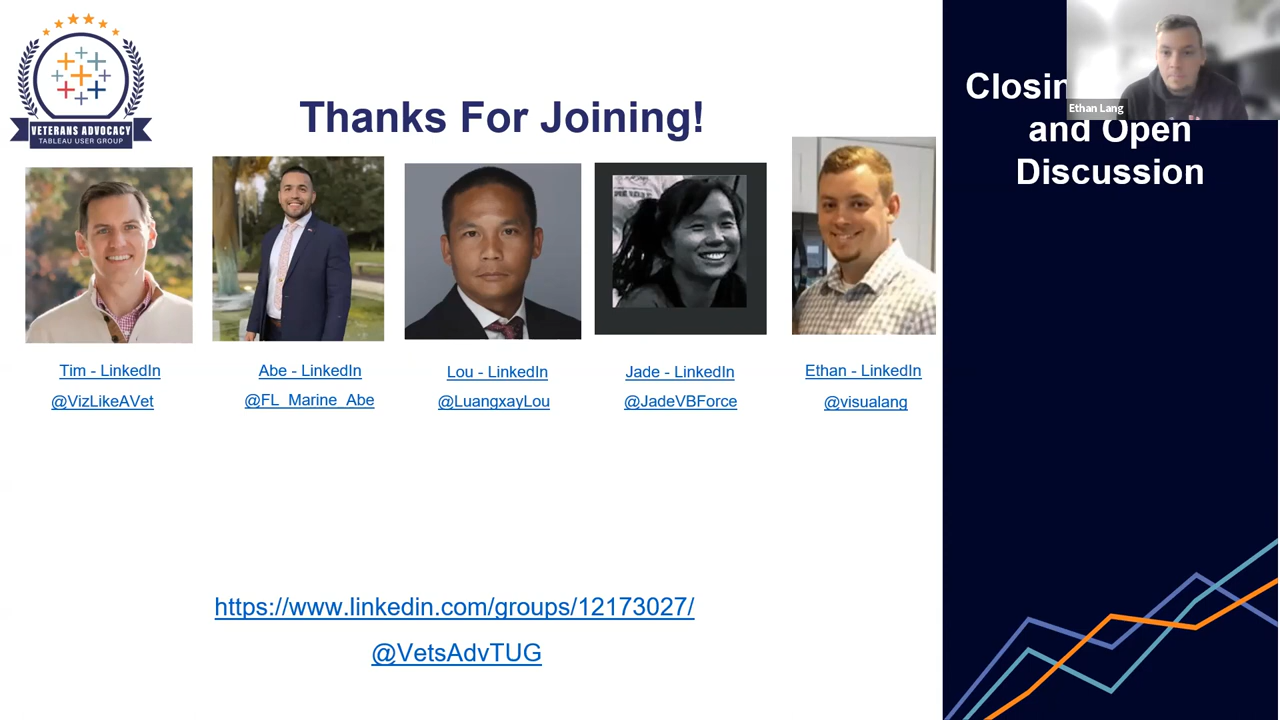 VETERANS ADVOCACY
TABLEAU USER GROUP
Thanks For Joining!
Tim - LinkedIn
@VizLikeAVet
Abe - LinkedIn
@FL_Marine_Abe
Lou - LinkedIn
@LuangxayLou
Jade - LinkedIn
@JadeVBForce
Ethan - LinkedIn
@visualang
https://www.linkedin.com/groups/12173027/
@VetsAdvTUG
Ethan Lang
and Open
Discussion